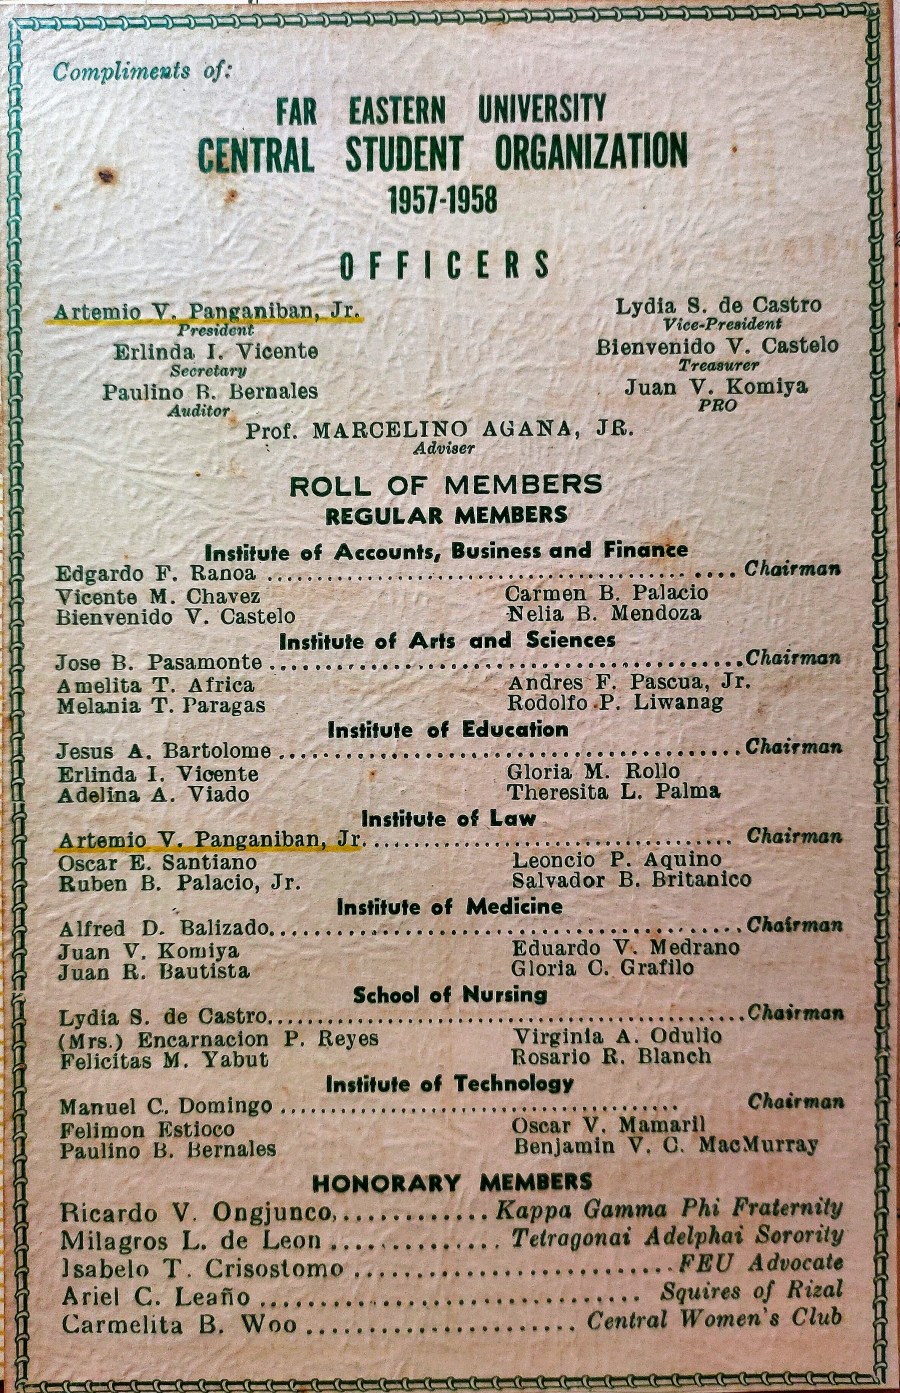 Compliments of:
FAR EASTERN UNIVERSITY
CENTRAL STUDENT ORGANIZATION
1957-1958
OFFICERS
Artemio V. Panganiban, Jr.
President
Erlinda I. Vicente
Secretary
Paulino B. Bernales
Auditor
Lydia S. de Castro
Vice-President
Bienvenido V. Castelo
Treasurer
Juan V. Komiya
PRO
Prof. MARCELINO AGANA, JR.
Adviser
ROLL OF MEMBERS
REGULAR MEMBERS
Institute of Accounts, Business and Finance
Edgardo F. Ranoa ........................................ Chairman
Vicente M. Chavez Carmen B. Palacio
Bienvenido V. Castelo Nelia B. Mendoza
Institute of Arts and Sciences
Jose B. Pasamonte ........................................ Chairman
Amelita T. Africa Andres F. Pascua, Jr.
Melania T. Paragas Rodolfo P. Liwanag
Institute of Education
Jesus A. Bartolome ........................................ Chairman
Erlinda I. Vicente Gloria M. Rollo
Adelina A. Viado Theresita L. Palma
Institute of Law
Artemio V. Panganiban, Jr. ................................ Chairman
Oscar E. Santiano Leoncio P. Aquino
Ruben B. Palacio, Jr. Salvador B. Britanico
Institute of Medicine
Alfred D. Balizado ........................................ Chairman
Juan V. Komiya Eduardo V. Medrano
Juan R. Bautista Gloria C. Grafilo
School of Nursing
Lydia S. de Castro ........................................ Chairman
(Mrs.) Encarnacion P. Reyes Virginia A. Odulio
Felicitas M. Yabut Rosario R. Blanch
Institute of Technology
Manuel C. Domingo ........................................ Chairman
Felimon Estioco Oscar V. Mamaril
Paulino B. Bernales Benjamin V. C. MacMurray
HONORARY MEMBERS
Ricardo V. Ongjunco, ............ Kappa Gamma Phi Fraternity
Milagros L. de Leon .............. Tetragonai Adelphai Sorority
Isabelo T. Crisostomo .......................... FEU Advocate
Ariel C. Leaño ................................ Squires of Rizal
Carmelita B. Woo ...................... Central Women's Club